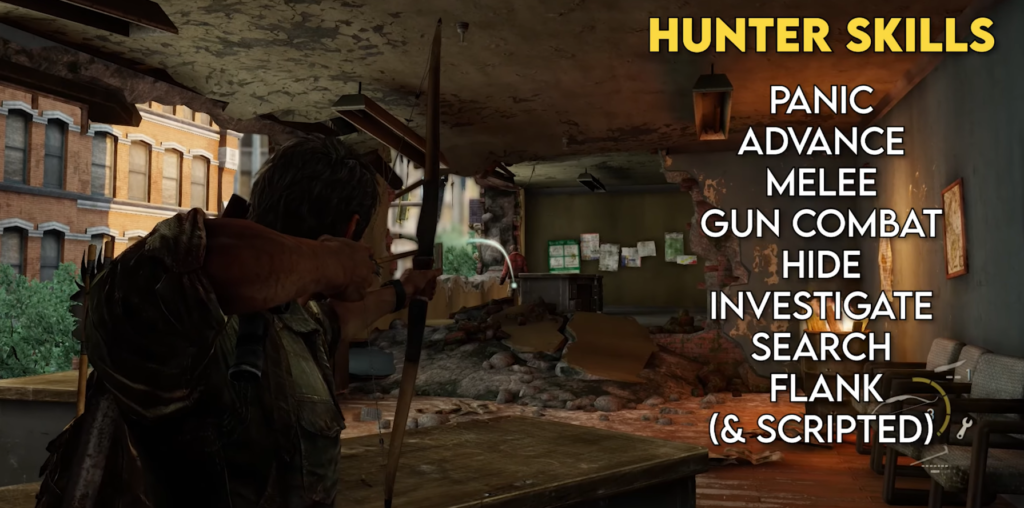 HUNTER SKILLS
PANIC
ADVANCE
MELEE
GUN COMBAT
HIDE
INVESTIGATE
SEARCH
FLANK
(& SCRIPTED)